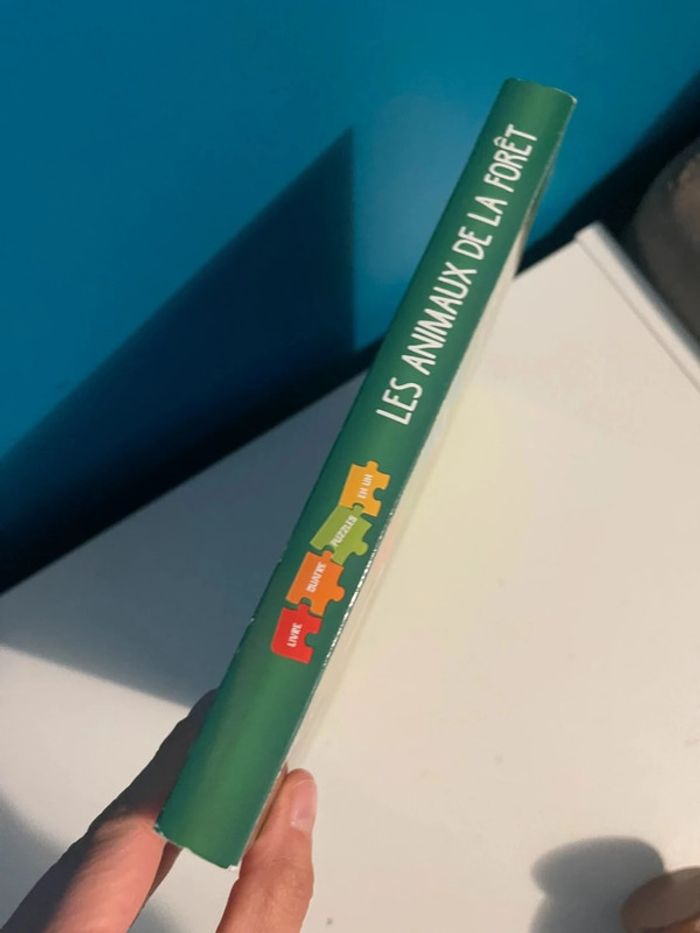 LIVRE QUATRE PUZZLES EN UN
LES ANIMAUX DE LA FORÊT